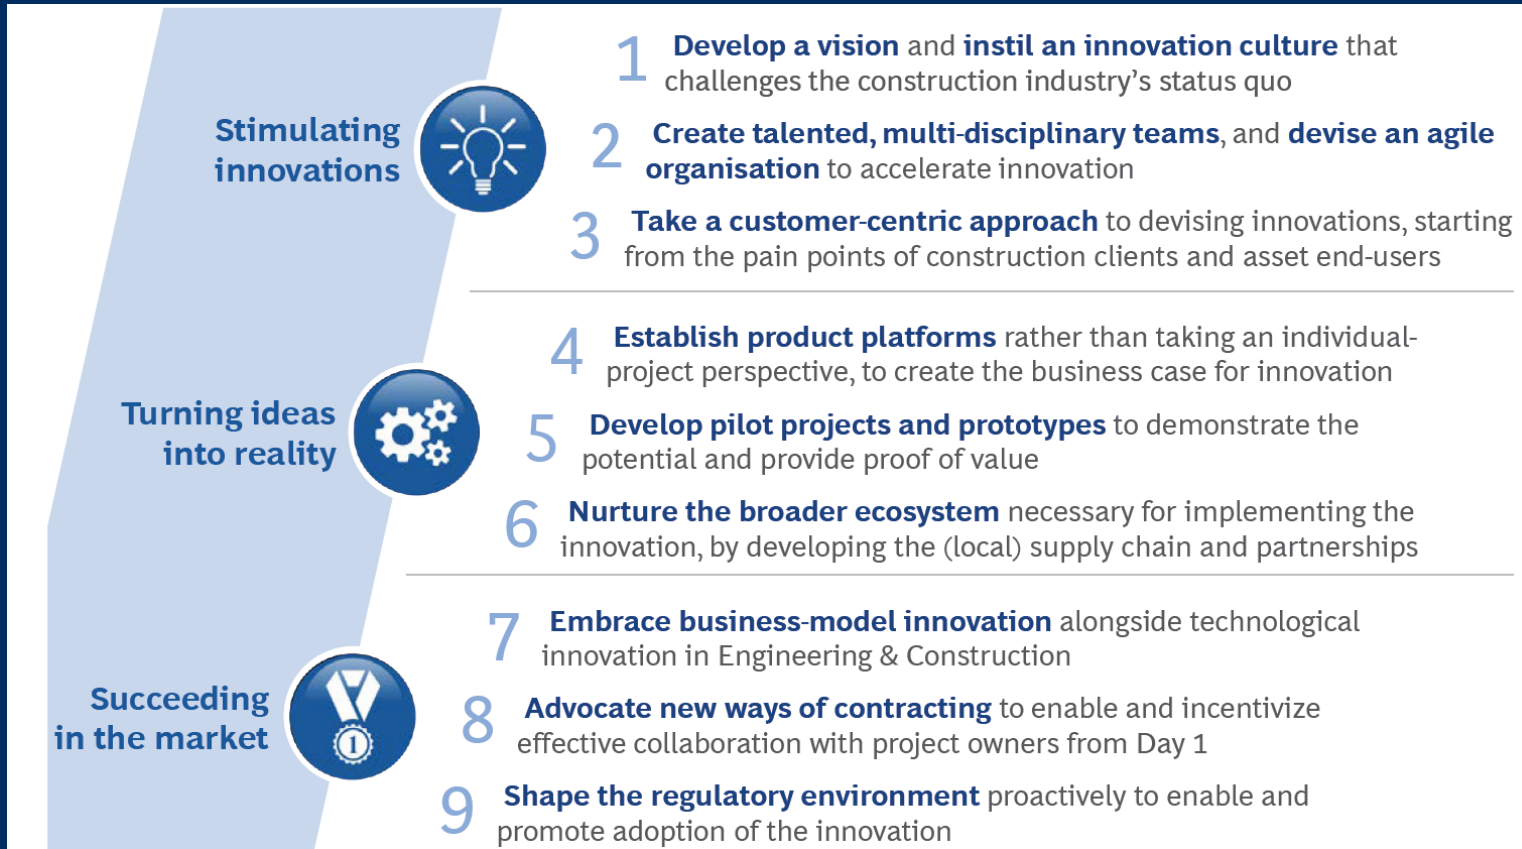 Stimulating
innovations
1
Develop a vision and instil an innovation culture that
challenges the construction industry's status quo
2
Create talented, multi-disciplinary teams, and devise an agile
organisation to accelerate innovation
3
Take a customer-centric approach to devising innovations, starting
from the pain points of construction clients and asset end-users
Turning ideas
into reality
4
Establish product platforms rather than taking an individual-
project perspective, to create the business case for innovation
5
Develop pilot projects and prototypes to demonstrate the
potential and provide proof of value
6
Nurture the broader ecosystem necessary for implementing the
innovation, by developing the (local) supply chain and partnerships
Succeeding
in the market
1
7
Embrace business-model innovation alongside technological
innovation in Engineering & Construction
8
Advocate new ways of contracting to enable and incentivize
effective collaboration with project owners from Day 1
9
Shape the regulatory environment proactively to enable and
promote adoption of the innovation